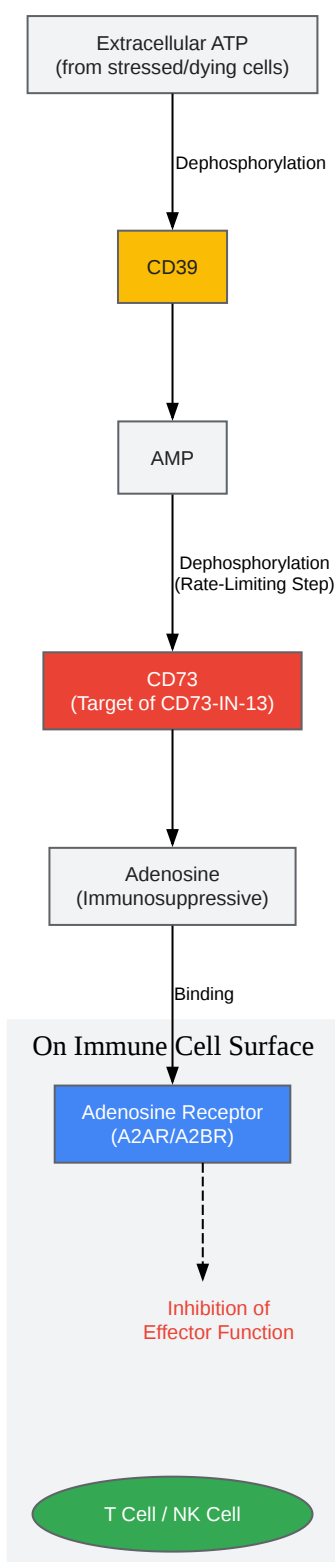 Extracellular ATP
(from stressed/dying cells)
Dephosphorylation
CD39
AMP
Dephosphorylation
(Rate-Limiting Step)
CD73
(Target of CD73-IN-13)
Adenosine
(Immunosuppressive)
Binding
On Immune Cell Surface
Adenosine Receptor
(A2AR/A2BR)
Inhibition of
Effector Function
T Cell / NK Cell